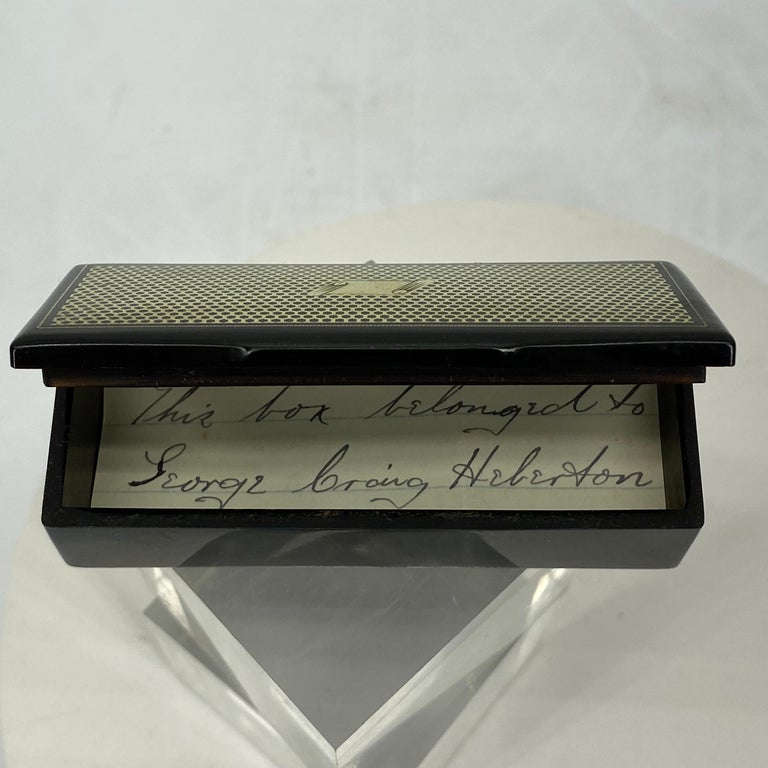 This box belonged to
George Craig Heberton